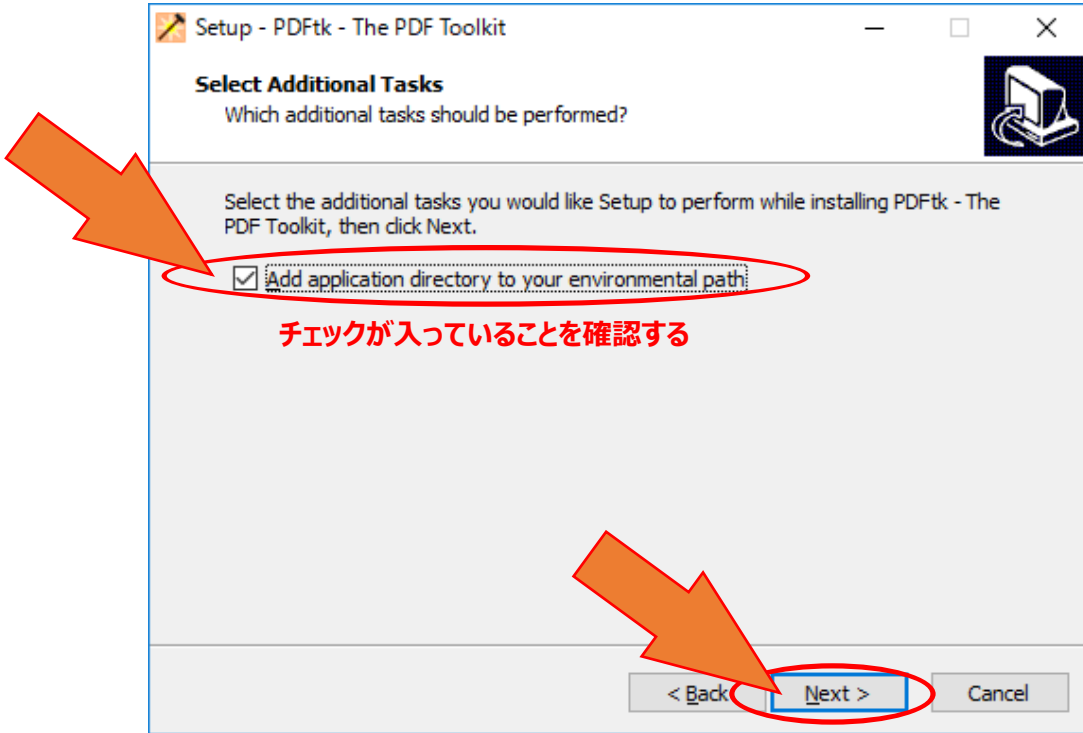 Setup - PDFtk - The PDF Toolkit
Select Additional Tasks
Which additional tasks should be performed?
Select the additional tasks you would like Setup to perform while installing PDFtk - The
PDF Toolkit, then click Next.
Add application directory to your environmental path
チェックが入っていることを確認する
< Back
Next >
Cancel